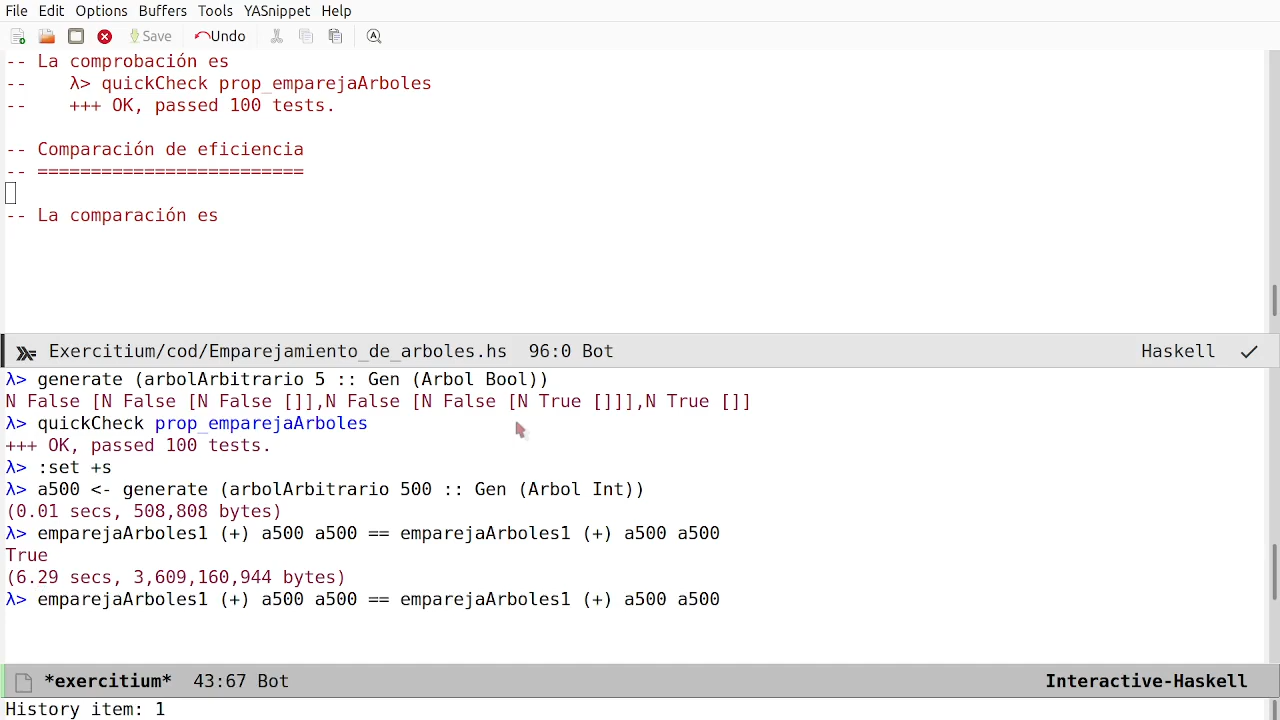 File Edit Options Buffers Tools YASnippet Help
Save Undo
-- La comprobación es
--    λ> quickCheck prop_emparejaArboles
--    +++ OK, passed 100 tests.
-- Comparación de eficiencia
-- =========================
-- La comparación es
Exercitium/cod/Emparejamiento_de_arboles.hs 96:0 Bot Haskell ✓
λ> generate (arbolArbitrario 5 :: Gen (Arbol Bool))
N False [N False [N False []],N False [N False [N True []]],N True []]
λ> quickCheck prop_emparejaArboles
+++ OK, passed 100 tests.
λ> :set +s
λ> a500 <- generate (arbolArbitrario 500 :: Gen (Arbol Int))
(0.01 secs, 508,808 bytes)
λ> emparejaArboles1 (+) a500 a500 == emparejaArboles1 (+) a500 a500
True
(6.29 secs, 3,609,160,944 bytes)
λ> emparejaArboles1 (+) a500 a500 == emparejaArboles1 (+) a500 a500
*exercitium* 43:67 Bot Interactive-Haskell
History item: 1